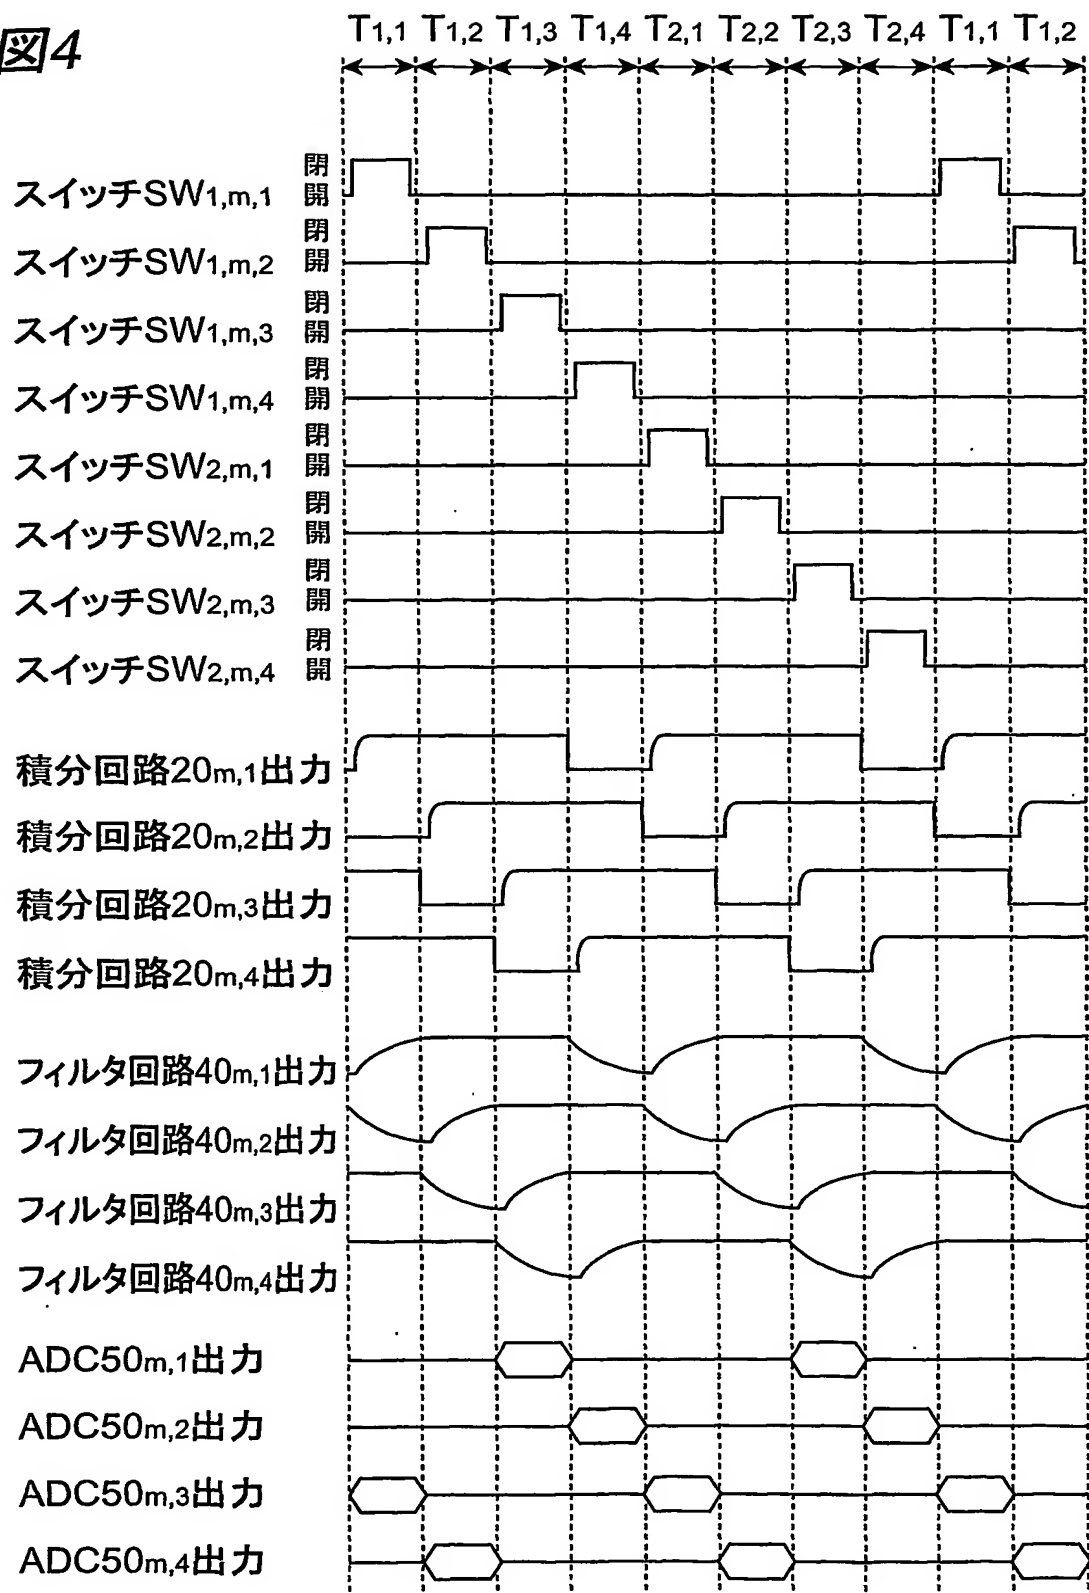 図4
T1,1 T1,2 T1,3 T1,4 T2,1 T2,2 T2,3 T2,4 T1,1 T1,2
閉
スイッチSW1,m,1 開
閉
スイッチSW1,m,2 開
閉
スイッチSW1,m,3 開
閉
スイッチSW1,m,4 開
閉
スイッチSW2,m,1 開
閉
スイッチSW2,m,2 開
閉
スイッチSW2,m,3 開
閉
スイッチSW2,m,4 開
積分回路20m,1出力
積分回路20m,2出力
積分回路20m,3出力
積分回路20m,4出力
フィルタ回路40m,1出力
フィルタ回路40m,2出力
フィルタ回路40m,3出力
フィルタ回路40m,4出力
ADC50m,1出力
ADC50m,2出力
ADC50m,3出力
ADC50m,4出力